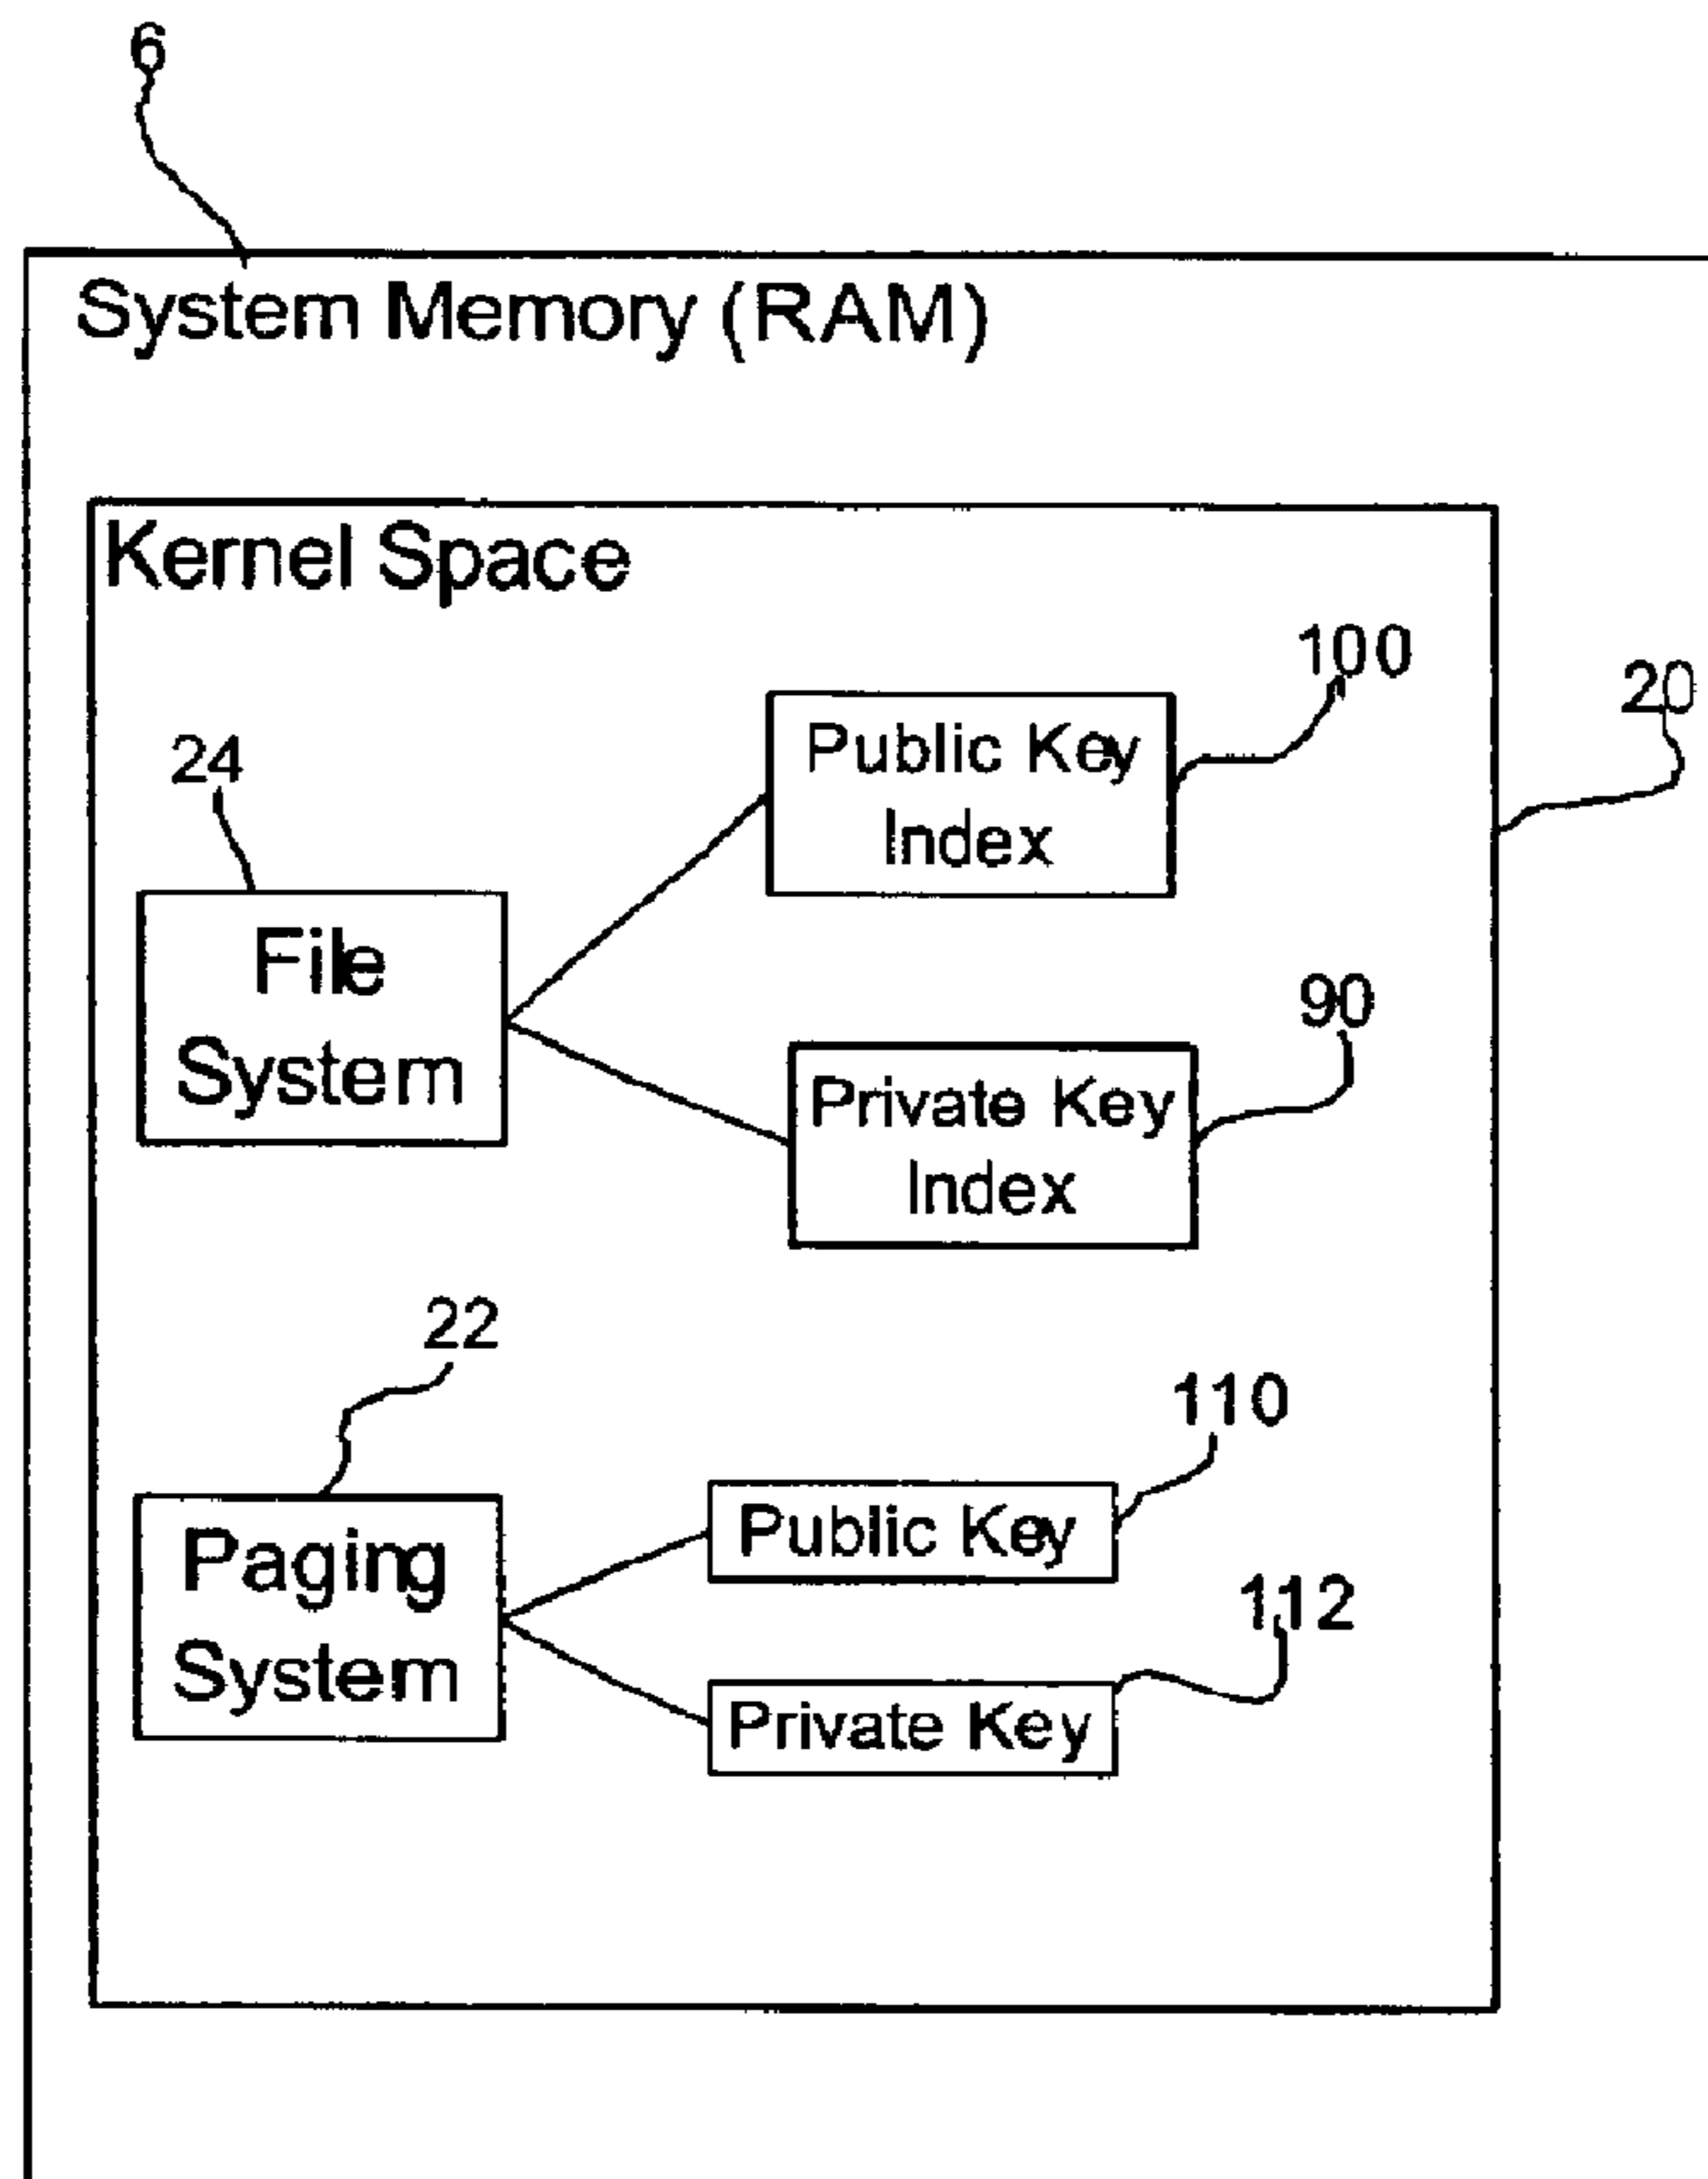 6
System Memory (RAM)
Kernel Space
100
20
24
Public Key
Index
File
System
90
Private Key
Index
22
110
Paging
System
Public Key
112
Private Key